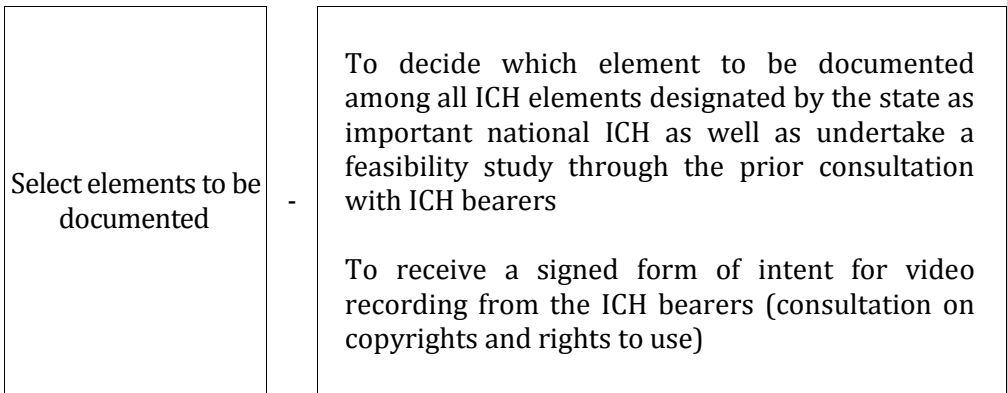 Select elements to be
documented
-
To decide which element to be documented
among all ICH elements designated by the state as
important national ICH as well as undertake a
feasibility study through the prior consultation
with ICH bearers
To receive a signed form of intent for video
recording from the ICH bearers (consultation on
copyrights and rights to use)